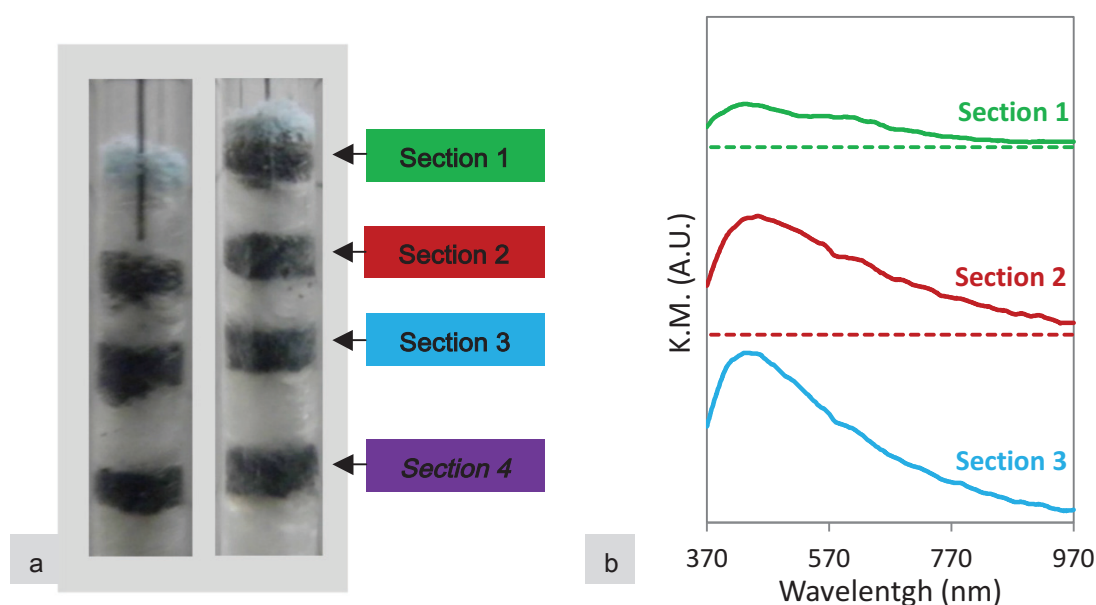 Section 1
Section 2
Section 3
Section 4
a
K.M. (A.U.)
Section 1
Section 2
Section 3
370 570 770 970
Wavelentgh (nm)
b